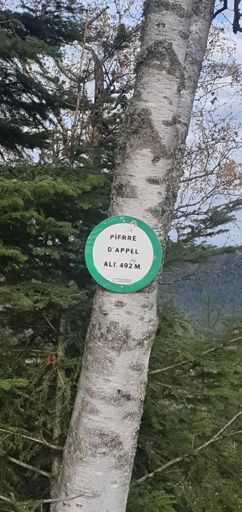 PIERRE
D'APPEL
ALT. 492 M.